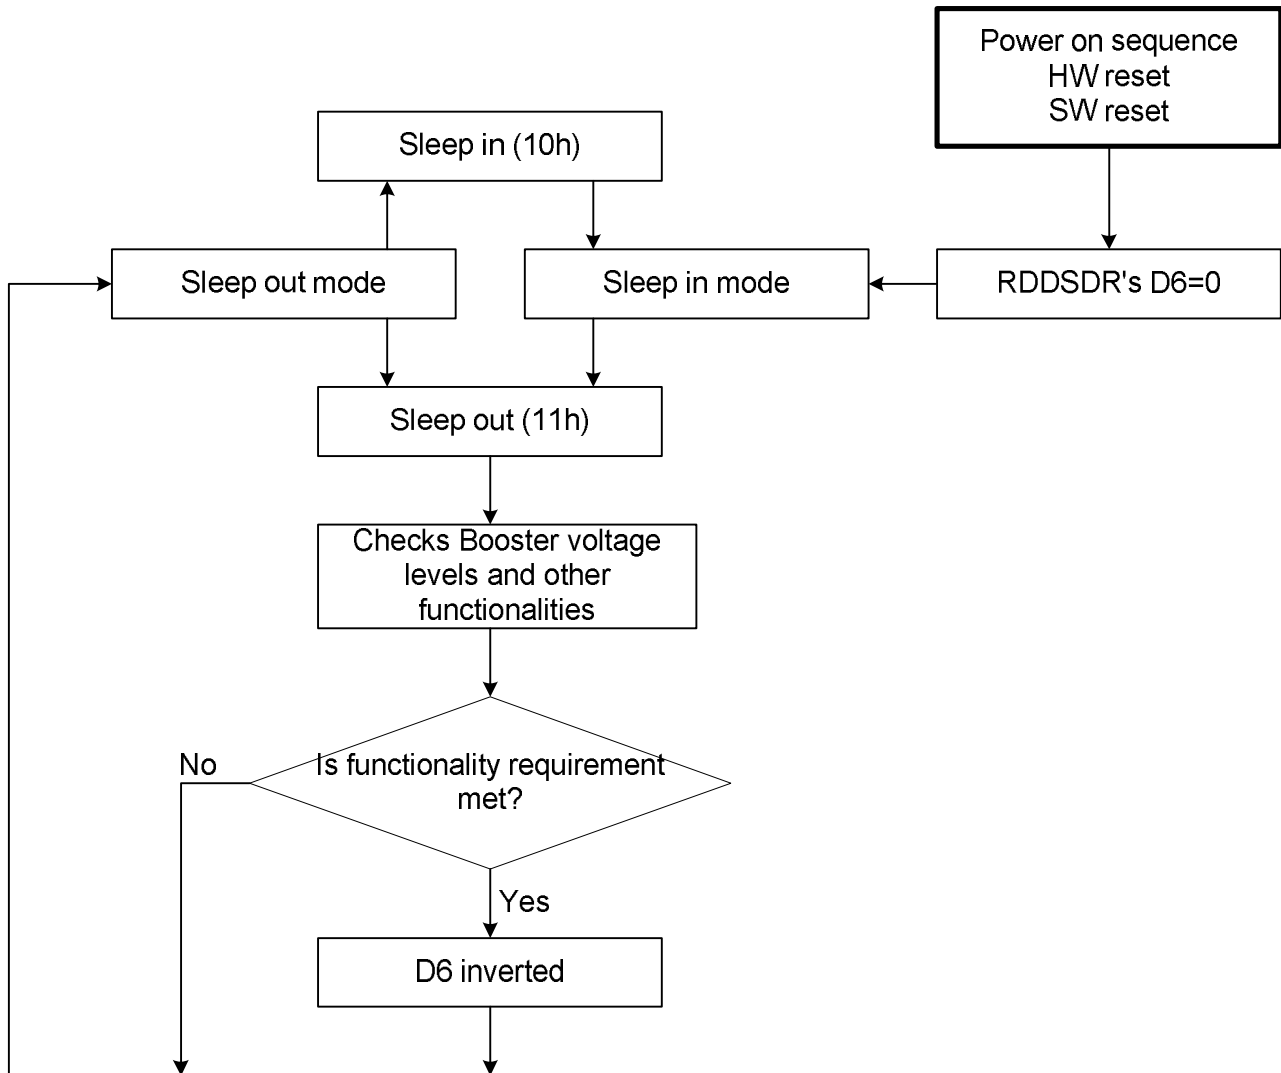 Power on sequence
HW reset
SW reset
Sleep in (10h)
Sleep out mode
Sleep in mode
RDDSDR's D6=0
Sleep out (11h)
Checks Booster voltage
levels and other
functionalities
No
Is functionality requirement
met?
Yes
D6 inverted